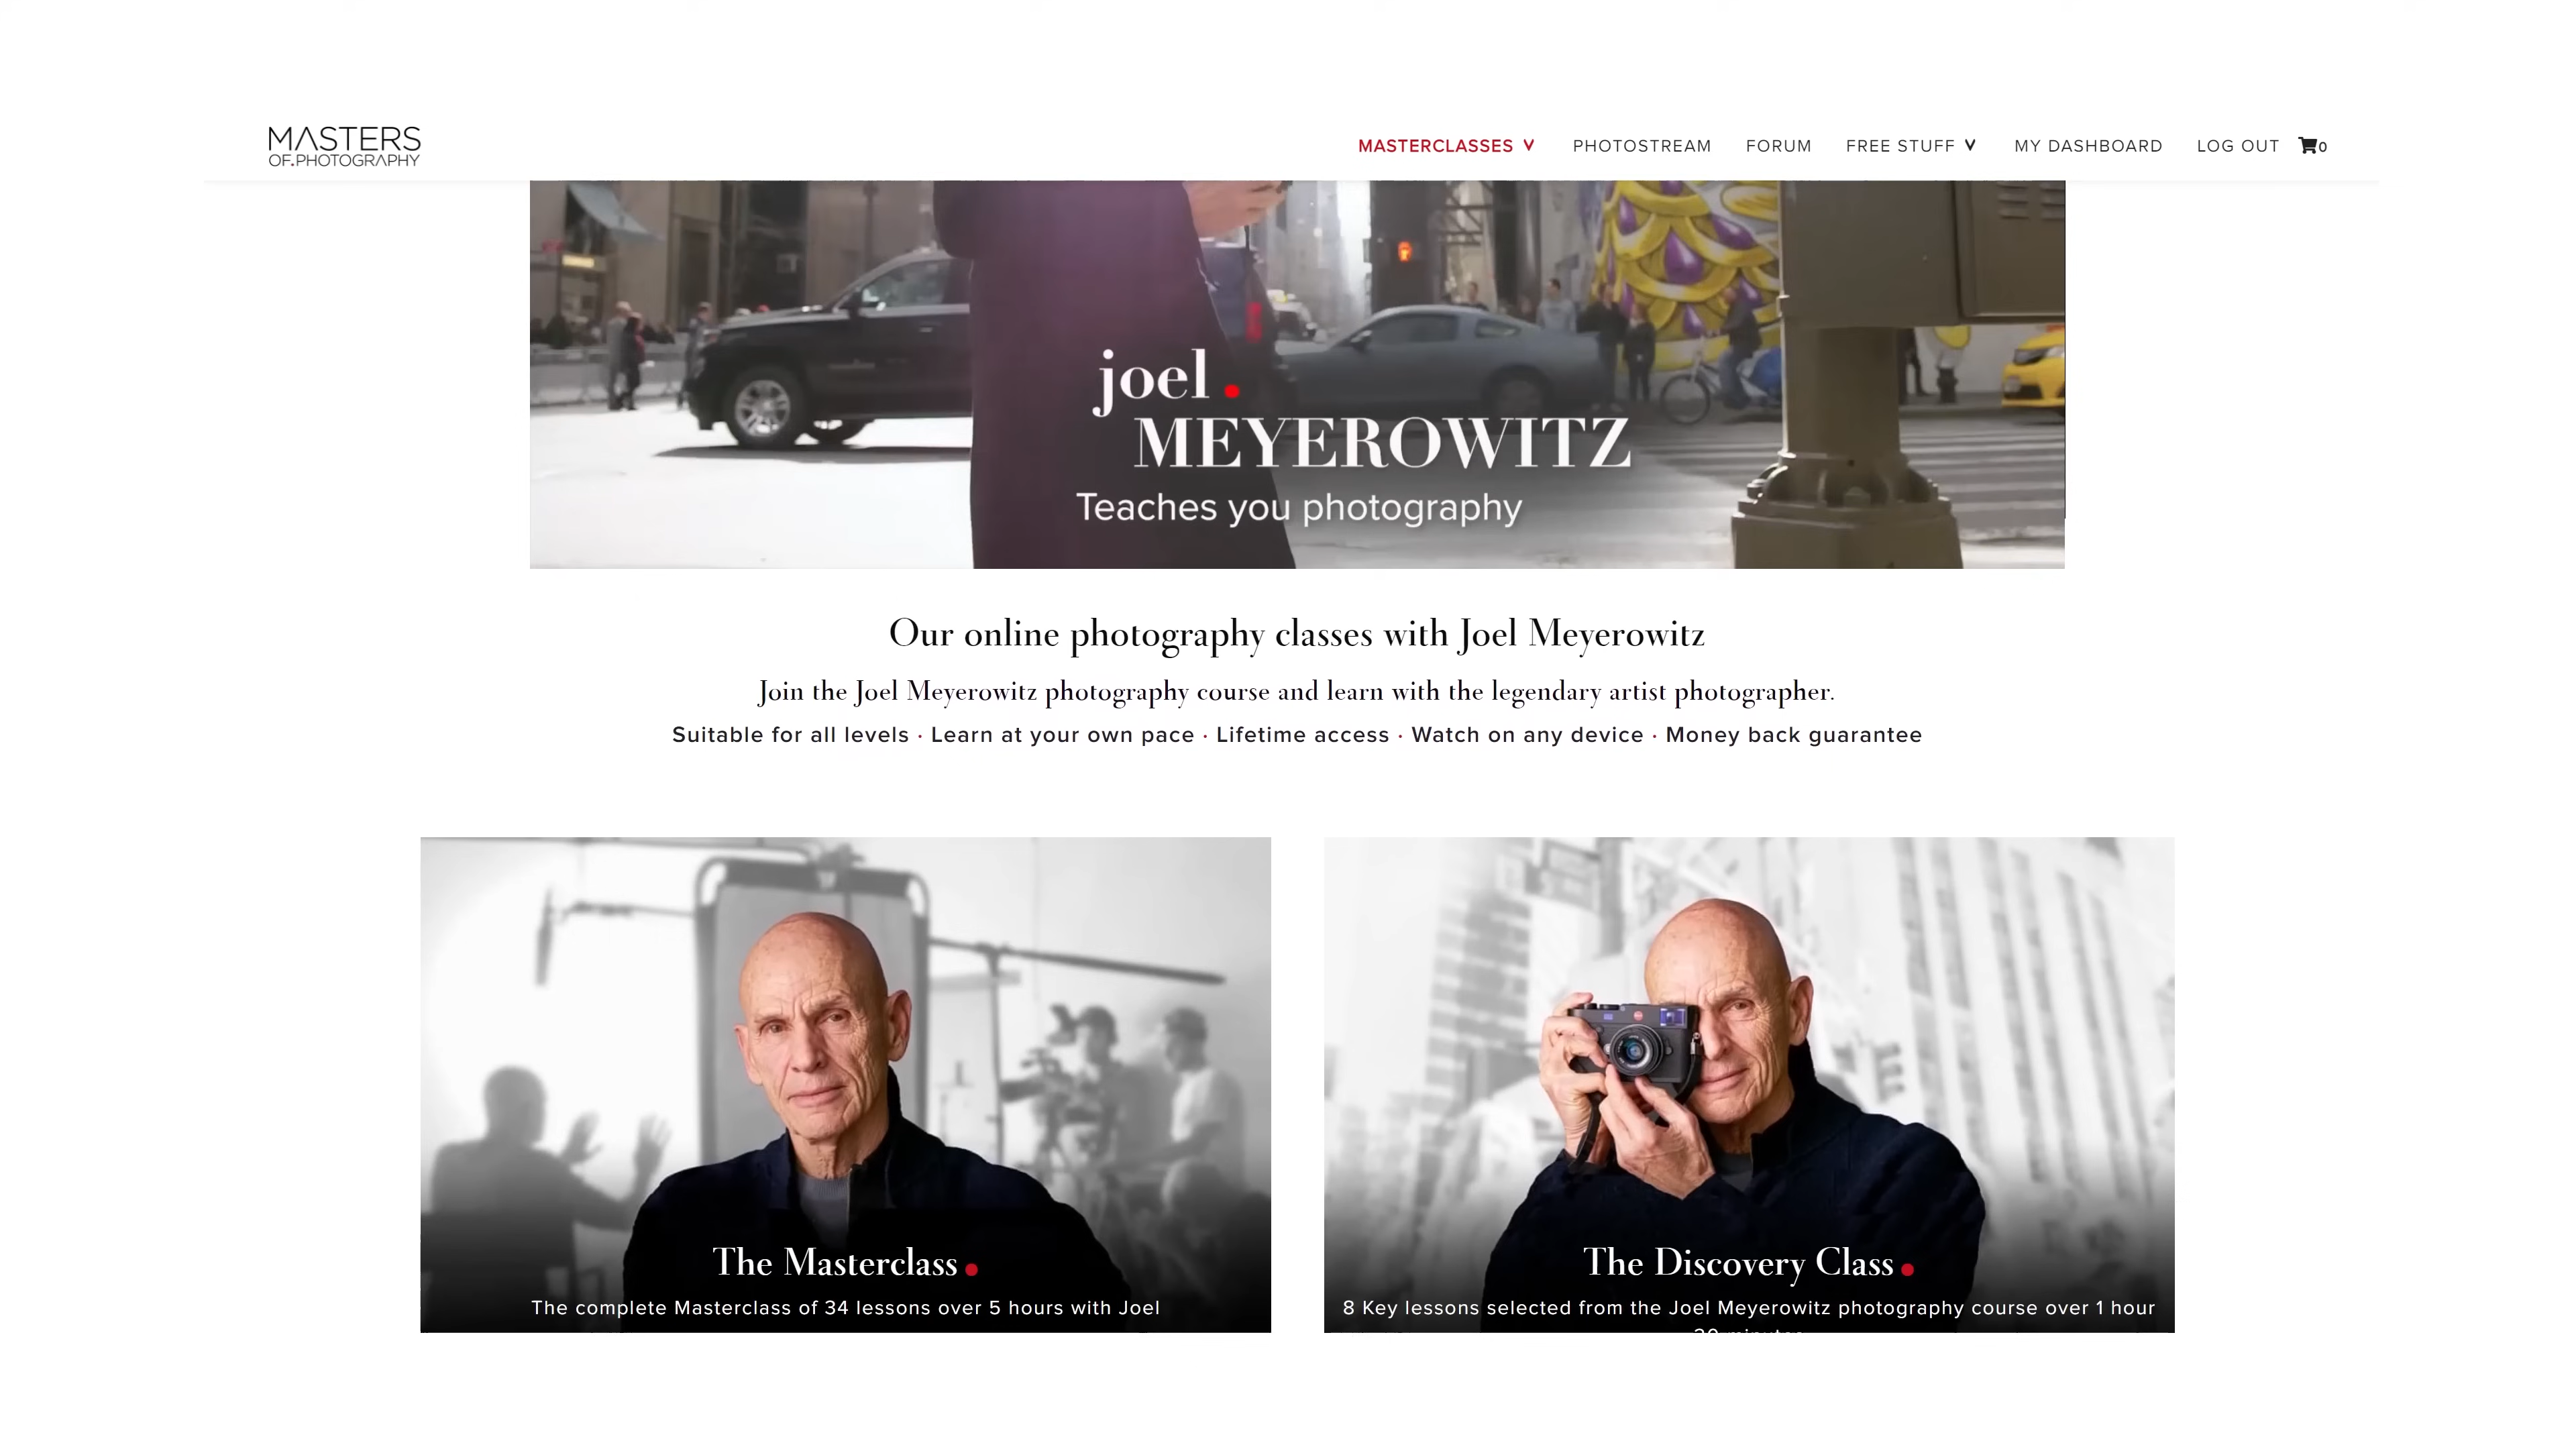 MASTERS
OF.PHOTOGRAPHY
MASTERCLASSES
PHOTOSTREAM
FORUM
FREE STUFF
MY DASHBOARD
LOG OUT
0
joel.
MEYEROWITZ
Teaches you photography
Our online photography classes with Joel Meyerowitz
Join the Joel Meyerowitz photography course and learn with the legendary artist photographer.
Suitable for all levels · Learn at your own pace · Lifetime access · Watch on any device · Money back guarantee
The Masterclass.
The complete Masterclass of 34 lessons over 5 hours with Joel
The Discovery Class.
8 Key lessons selected from the Joel Meyerowitz photography course over 1 hour